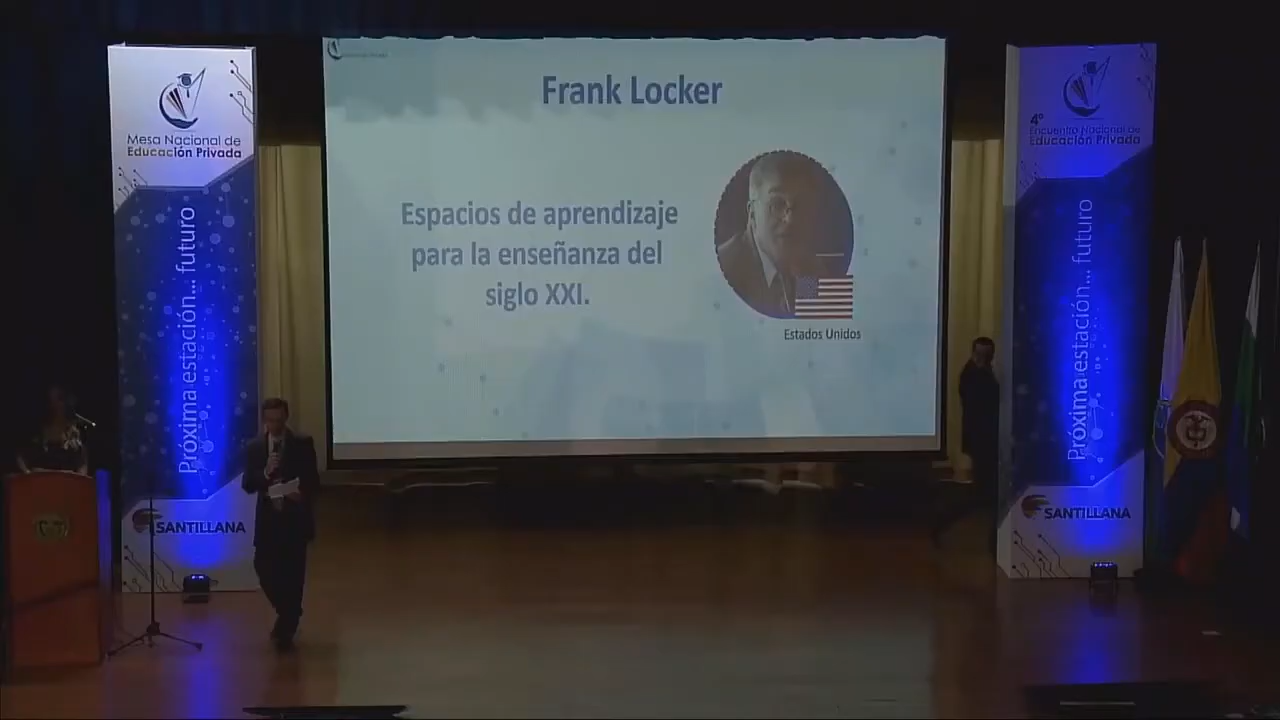 Mesa Nacional de
Educación Privada
Próxima estación... futuro
SANTILLANA
Frank Locker
Espacios de aprendizaje
para la enseñanza del
siglo XXI.
Estados Unidos
4°
Encuentro Nacional de
Educación Privada
Próxima estación... futuro
SANTILLANA